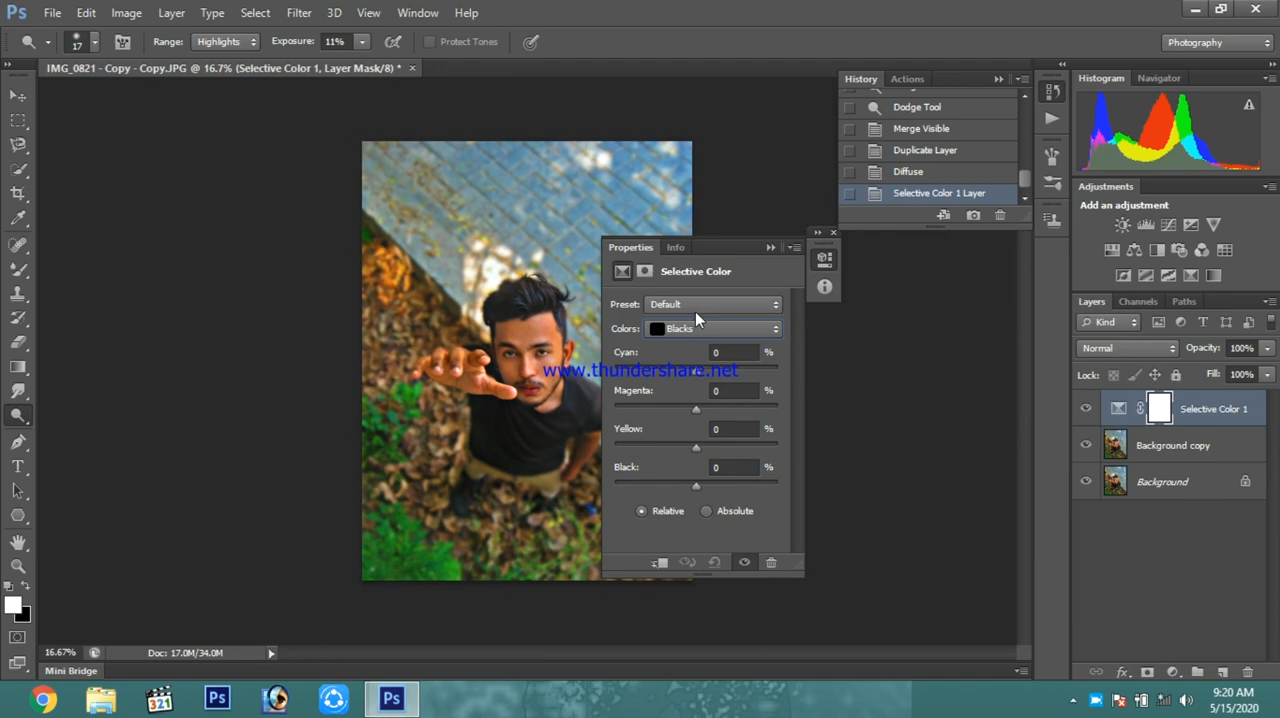 Ps File Edit Image Layer Type Select Filter 3D View Window Help
17 Range: Highlights Exposure: 11% Protect Tones Photography
IMG_0821 - Copy - Copy.JPG @ 16.7% (Selective Color 1, Layer Mask/8) * ×
History Actions
Dodge Tool
Merge Visible
Duplicate Layer
Diffuse
Selective Color 1 Layer
Histogram Navigator
Adjustments
Add an adjustment
Properties Info
Selective Color
Preset: Default
Colors: Blacks
Cyan: 0 %
www.thundershare.net
Magenta: 0 %
Yellow: 0 %
Black: 0 %
Relative Absolute
Layers Channels Paths
Kind
Normal Opacity: 100%
Lock: Fill: 100%
Selective Color 1
Background copy
Background
16.67% Doc: 17.0M/34.0M
Mini Bridge
321 Ps Ps
9:20 AM
5/15/2020